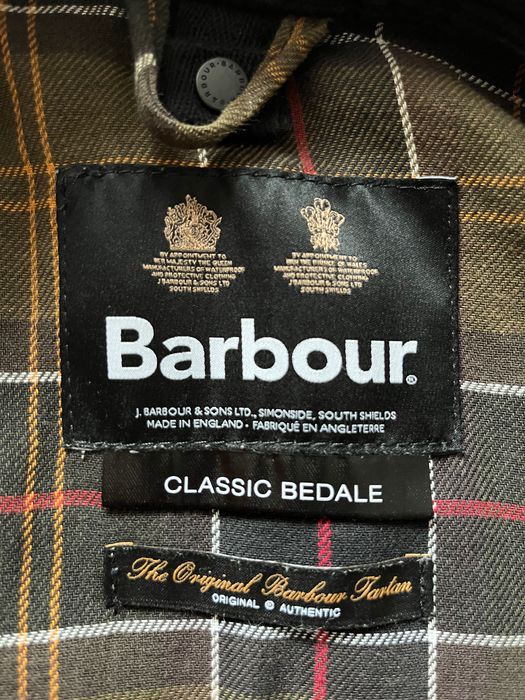 BARBOUR · BARBOUR
BY APPOINTMENT TO
HER MAJESTY THE QUEEN
MANUFACTURERS OF WATERPROOF
AND PROTECTIVE CLOTHING
J. BARBOUR & SONS LTD
SOUTH SHIELDS
BY APPOINTMENT TO
HRH THE PRINCE OF WALES
MANUFACTURERS OF WATERPROOF
AND PROTECTIVE CLOTHING
J. BARBOUR & SONS LTD
SOUTH SHIELDS
Barbour®
J. BARBOUR & SONS LTD., SIMONSIDE, SOUTH SHIELDS
MADE IN ENGLAND · FABRIQUÉ EN ANGLETERRE
CLASSIC BEDALE
The Original Barbour Tartan
ORIGINAL ® AUTHENTIC